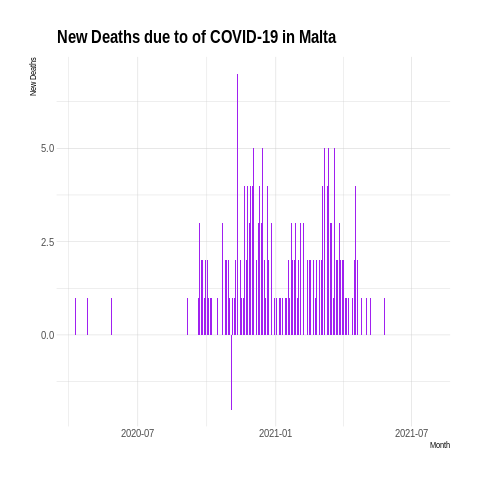 New Deaths due to of COVID-19 in Malta
New Deaths
5.0
2.5
0.0
2020-07
2021-01
2021-07
Month